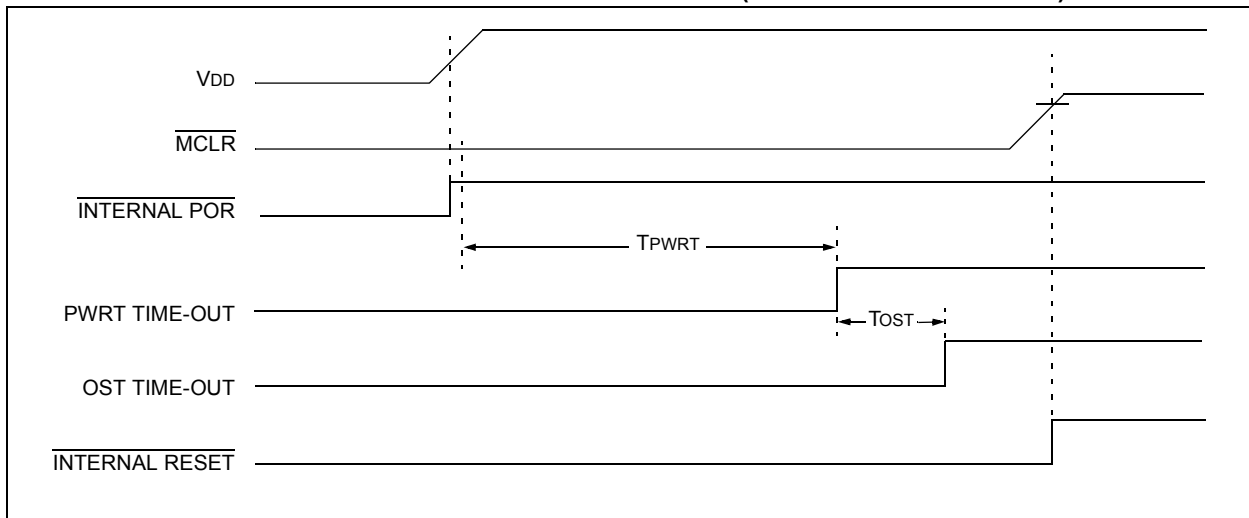 VDD
MCLR
INTERNAL POR
TPWRT
PWRT TIME-OUT
TOST
OST TIME-OUT
INTERNAL RESET